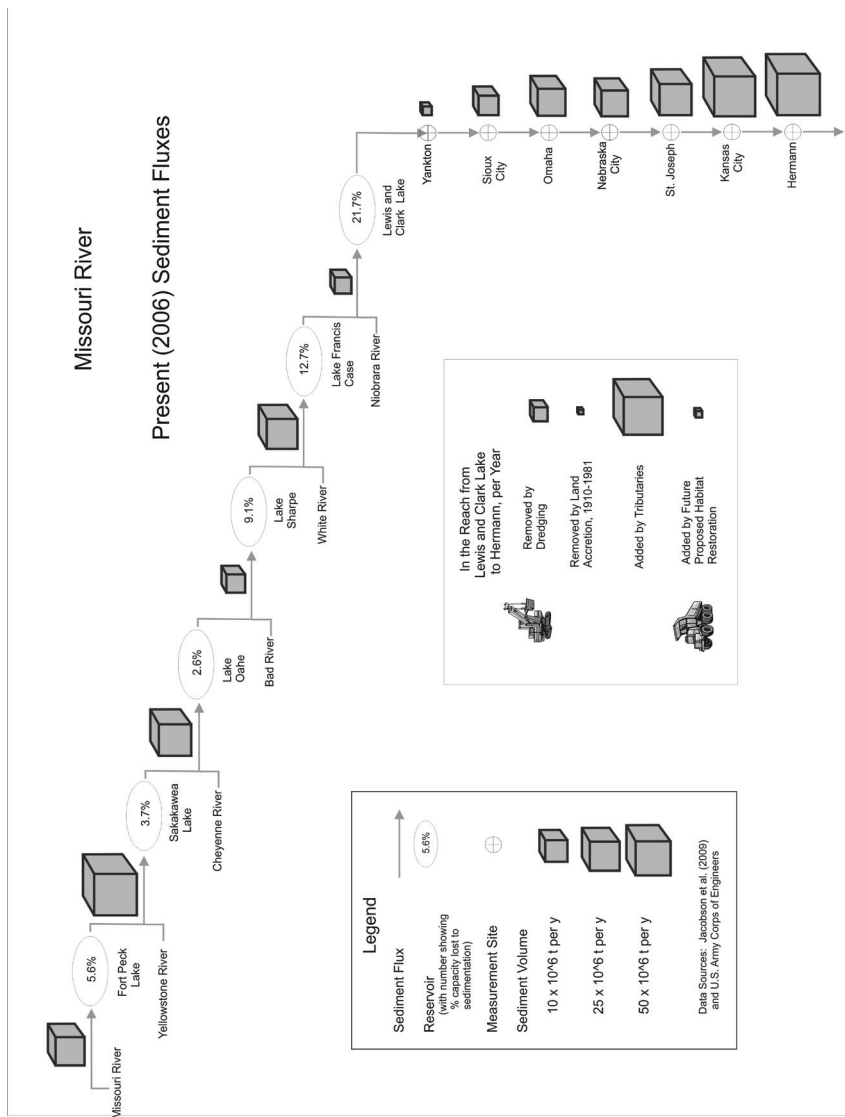 Missouri River
Present (2006) Sediment Fluxes
Missouri River
5.6%
Fort Peck
Lake
Yellowstone River
3.7%
Sakakawea
Lake
Cheyenne River
2.6%
Lake
Oahe
Bad River
9.1%
Lake
Sharpe
White River
12.7%
Lake Francis
Case
Niobrara River
21.7%
Lewis and
Clark Lake
Yankton
Sioux
City
Omaha
Nebraska
City
St. Joseph
Kansas
City
Hermann
Legend
Sediment Flux
Reservoir
(with number showing
% capacity lost to
sedimentation)
5.6%
Measurement Site
Sediment Volume
10 x 10^6 t per y
25 x 10^6 t per y
50 x 10^6 t per y
Data Sources: Jacobson et al. (2009)
and U.S. Army Corps of Engineers
In the Reach from
Lewis and Clark Lake
to Hermann, per Year
Removed by
Dredging
Removed by Land
Accretion, 1910-1981
Added by Tributaries
Added by Future
Proposed Habitat
Restoration